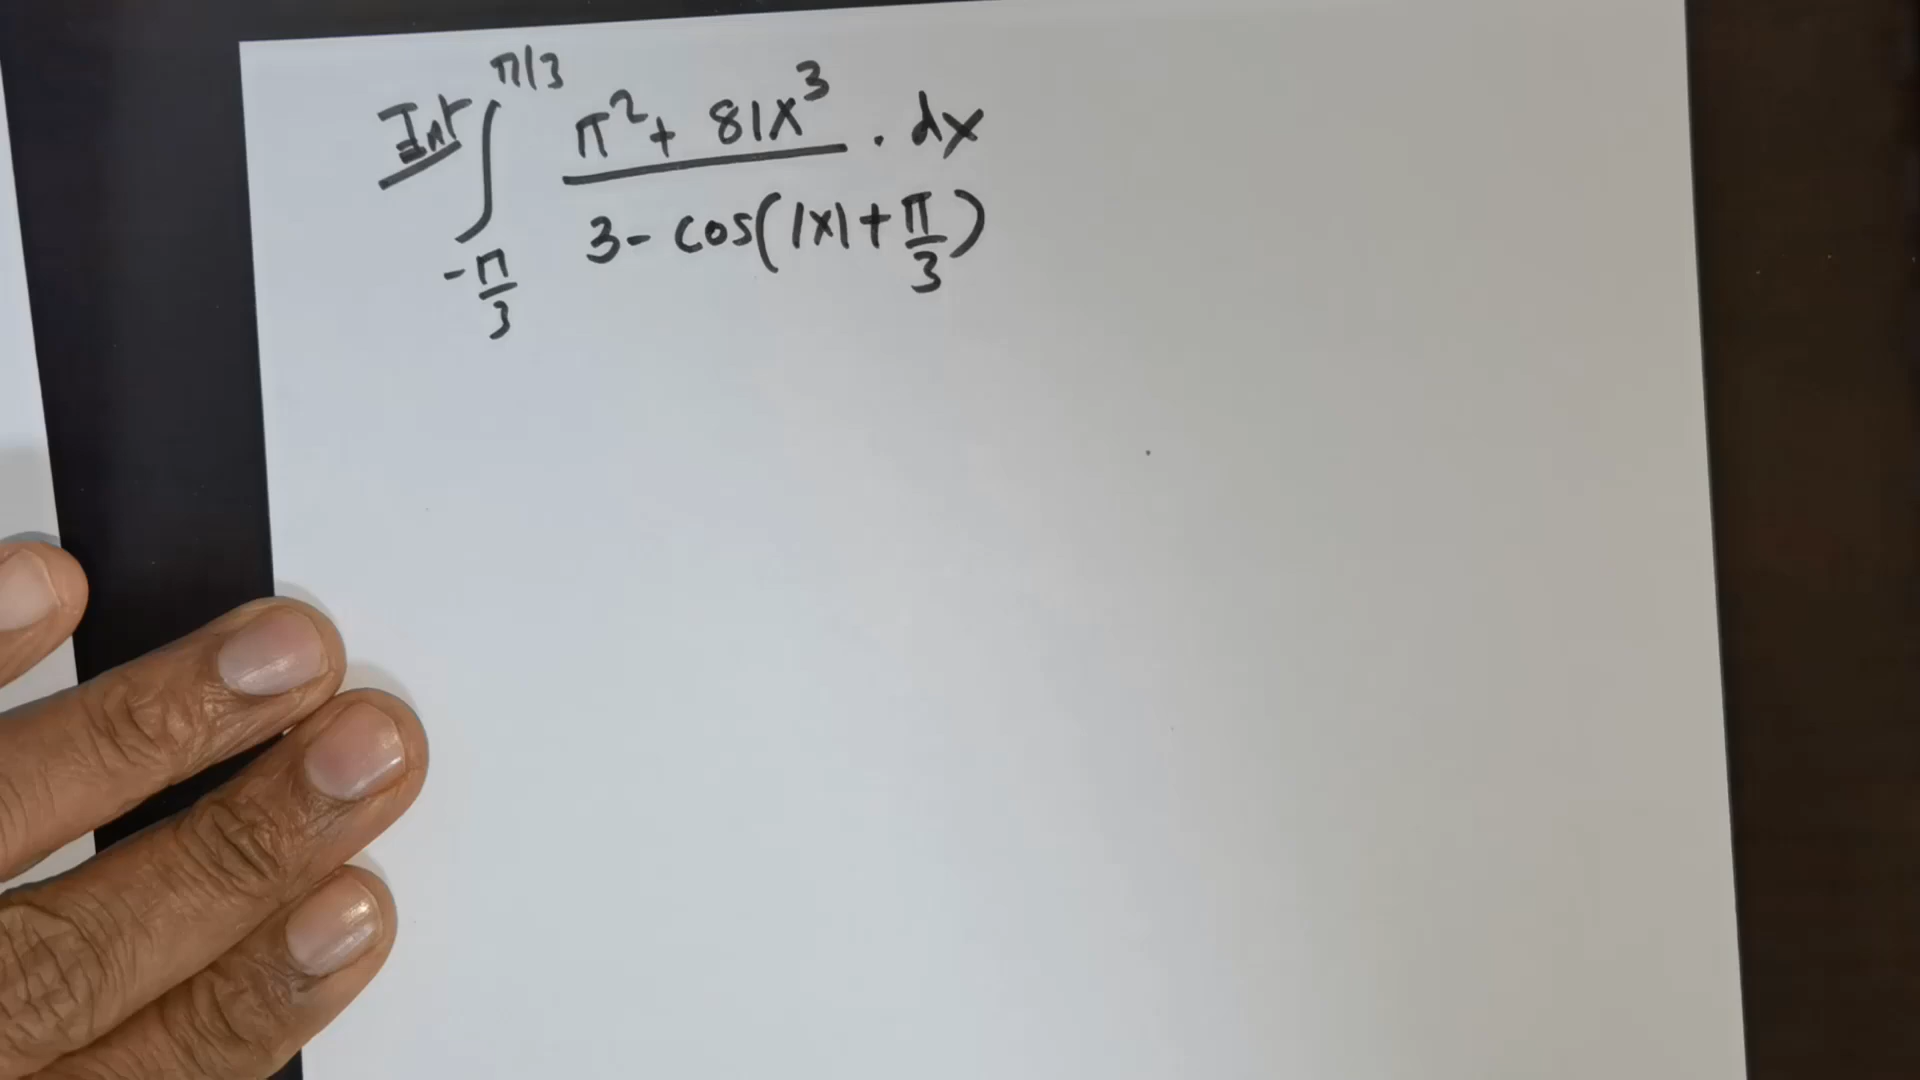 Int ∫_{-π/3}^{π/3} (π² + 81x³) / (3 - cos(|x| + π/3)) . dx